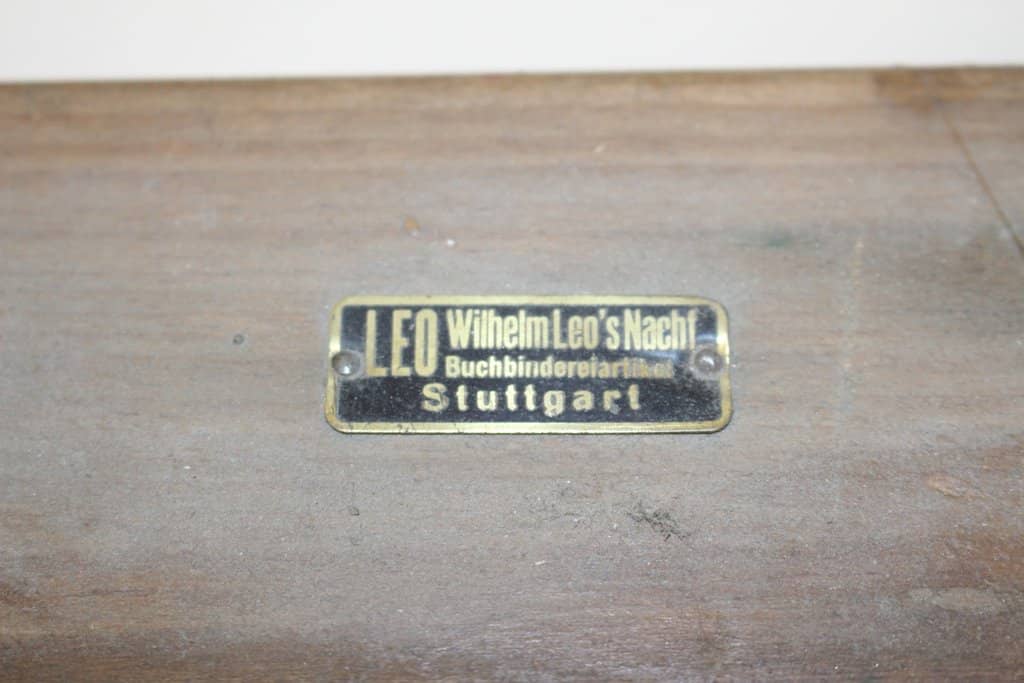 LEO Wilhelm Leo's Nachf
Buchbindereiartikel
Stuttgart